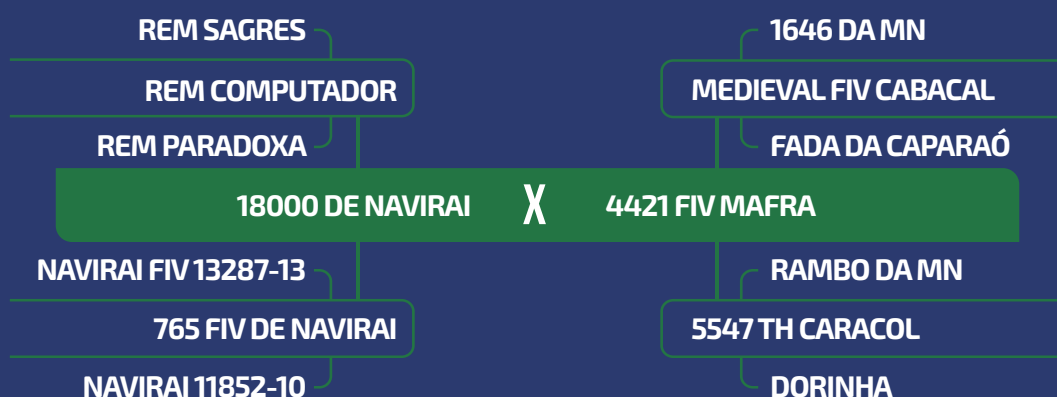 REM SAGRES
1646 DA MN
REM COMPUTADOR
MEDIEVAL FIV CABACAL
REM PARADOXA
FADA DA CAPARAÓ
18000 DE NAVIRAI X 4421 FIV MAFRA
NAVIRAI FIV 13287-13
RAMBO DA MN
765 FIV DE NAVIRAI
5547 TH CARACOL
NAVIRAI 11852-10
DORINHA